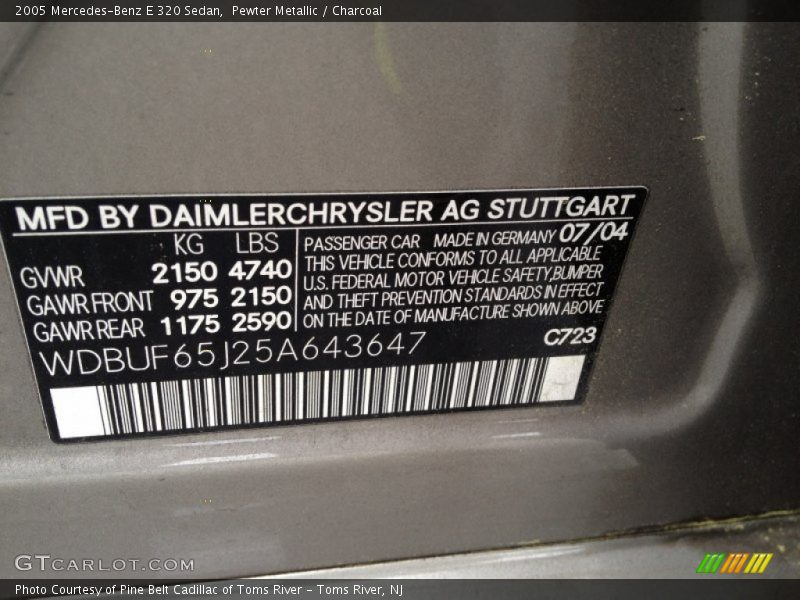 2005 Mercedes-Benz E 320 Sedan,  Pewter Metallic / Charcoal
MFD BY DAIMLERCHRYSLER AG STUTTGART
KG LBS
GVWR 2150 4740
GAWR FRONT 975 2150
GAWR REAR 1175 2590
PASSENGER CAR MADE IN GERMANY 07/04
THIS VEHICLE CONFORMS TO ALL APPLICABLE
U.S. FEDERAL MOTOR VEHICLE SAFETY,BUMPER
AND THEFT PREVENTION STANDARDS IN EFFECT
ON THE DATE OF MANUFACTURE SHOWN ABOVE
WDBUF65J25A643647
C723
GTCARLOT.COM
Photo Courtesy of Pine Belt Cadillac of Toms River - Toms River, NJ